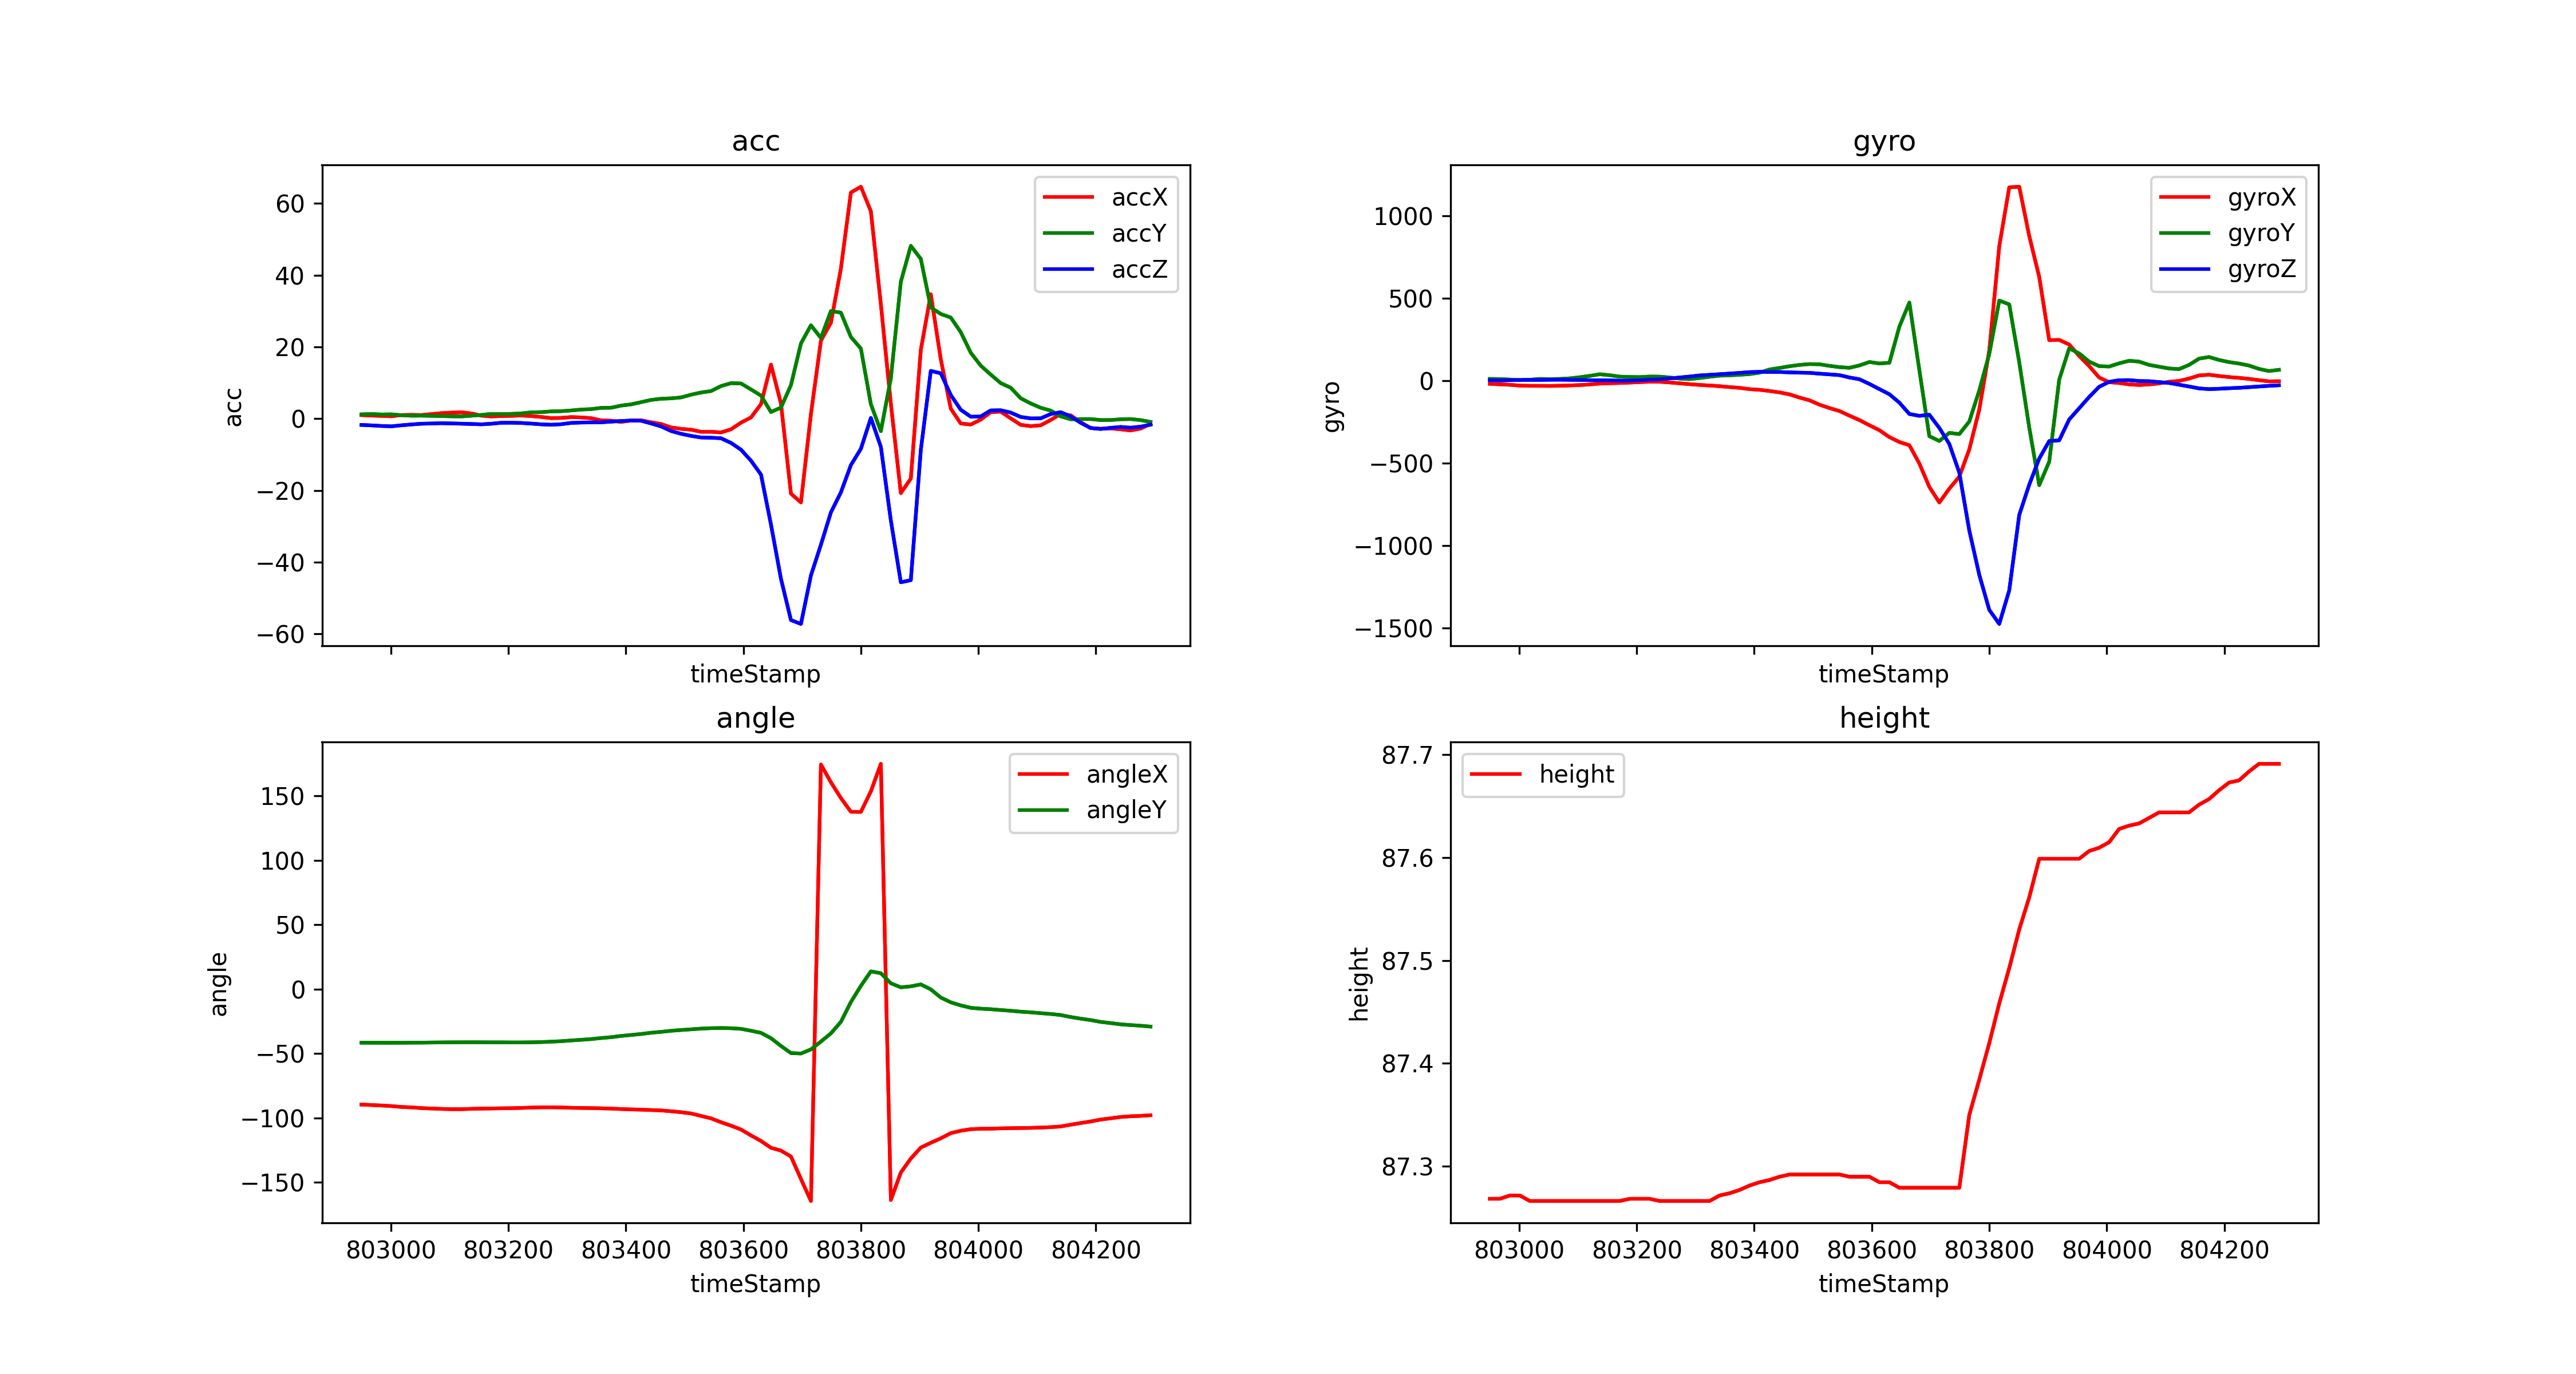 acc
acc
60
40
20
0
−20
−40
−60
accX
accY
accZ
timeStamp
gyro
gyro
1000
500
0
−500
−1000
−1500
gyroX
gyroY
gyroZ
timeStamp
angle
angle
150
100
50
0
−50
−100
−150
angleX
angleY
803000 803200 803400 803600 803800 804000 804200
timeStamp
height
height
87.7
87.6
87.5
87.4
87.3
height
803000 803200 803400 803600 803800 804000 804200
timeStamp